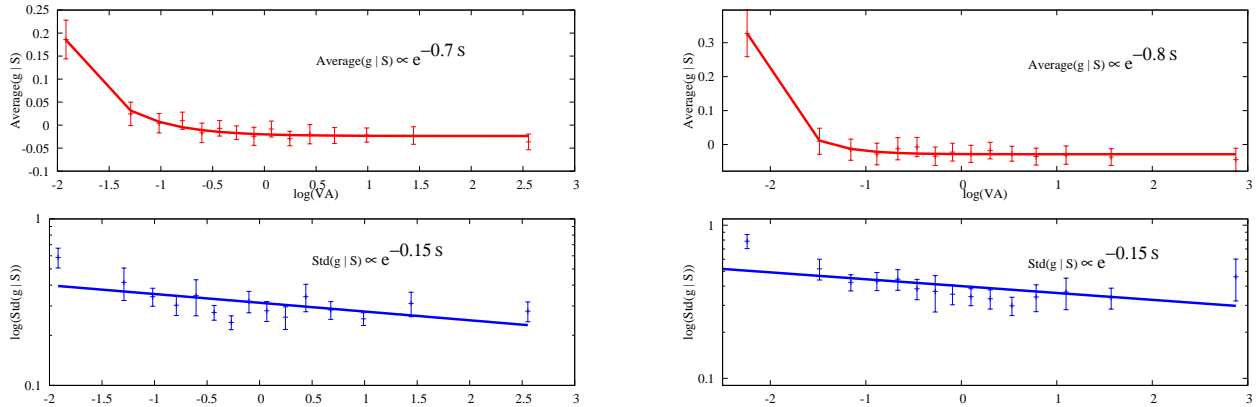 0.25
0.2
0.15
0.1
0.05
0
-0.05
-0.1
Average(g | S)
Average(g | S) ∝ e^−0.7 S
-2 -1.5 -1 -0.5 0 0.5 1 1.5 2 2.5 3
log(VA)
1
0.1
log(Std(g | S))
Std(g | S) ∝ e^−0.15 S
-2 -1.5 -1 -0.5 0 0.5 1 1.5 2 2.5 3
0.3
0.2
0.1
0
Average(g | S)
Average(g | S) ∝ e^−0.8 S
-2 -1 0 1 2 3
log(VA)
1
0.1
log(Std(g | S))
Std(g | S) ∝ e^−0.15 S
-2 -1 0 1 2 3